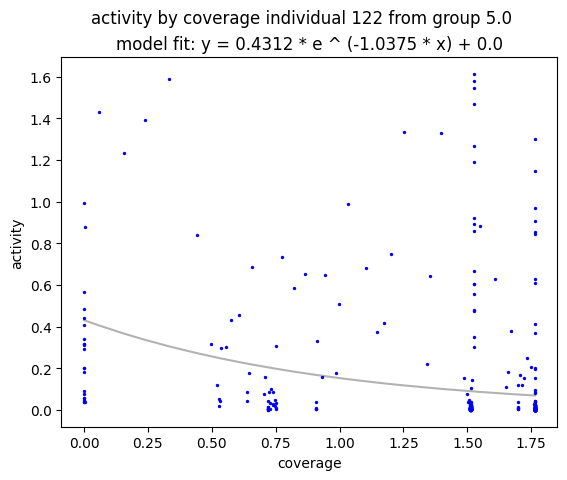 activity by coverage individual 122 from group 5.0
model fit: y = 0.4312 * e ^ (-1.0375 * x) + 0.0
1.6
1.4
1.2
1.0
0.8
0.6
0.4
0.2
0.0
activity
0.00 0.25 0.50 0.75 1.00 1.25 1.50 1.75
coverage